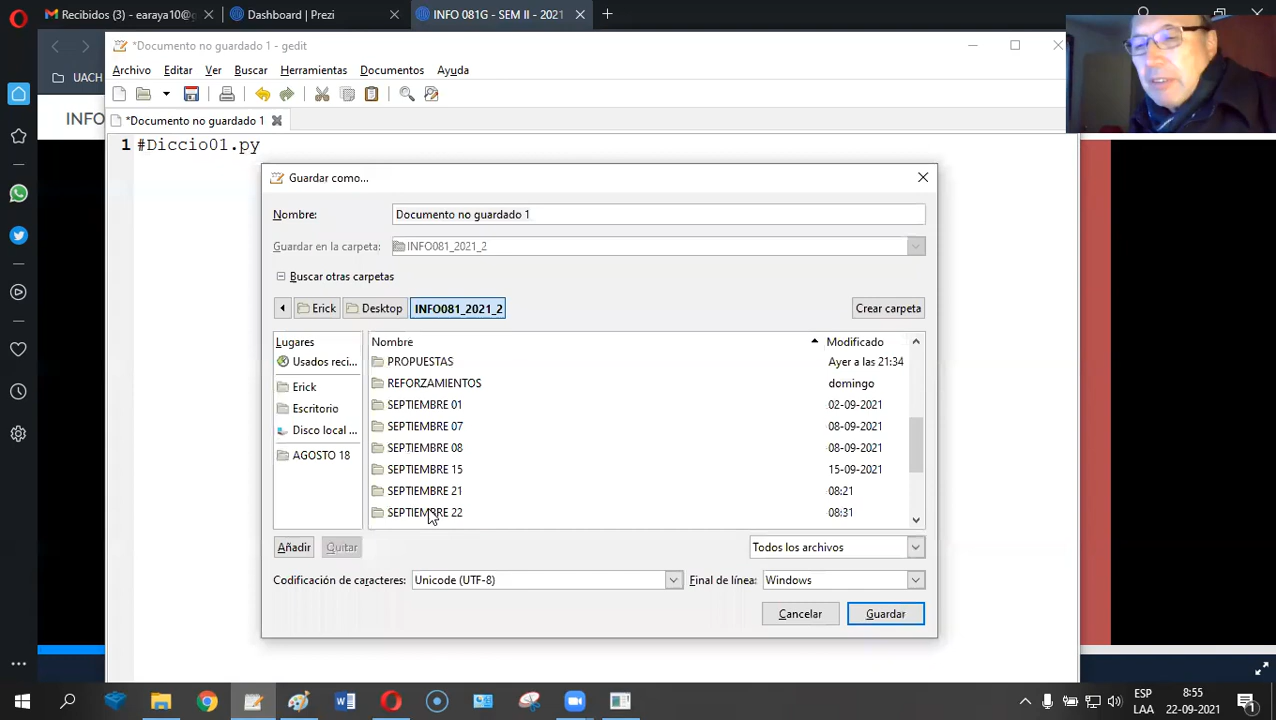 Recibidos (3) - earaya10@
Dashboard | Prezi
INFO 081G - SEM II - 2021
*Documento no guardado 1 - gedit
UACH
Archivo Editar Ver Buscar Herramientas Documentos Ayuda
INFO
*Documento no guardado 1
1 #Diccio01.py
Guardar como...
Nombre: Documento no guardado 1
Guardar en la carpeta: INFO081_2021_2
Buscar otras carpetas
Erick Desktop INFO081_2021_2 Crear carpeta
Lugares Nombre Modificado
Usados reci... PROPUESTAS Ayer a las 21:34
Erick REFORZAMIENTOS domingo
Escritorio SEPTIEMBRE 01 02-09-2021
Disco local ... SEPTIEMBRE 07 08-09-2021
AGOSTO 18 SEPTIEMBRE 08 08-09-2021
SEPTIEMBRE 15 15-09-2021
SEPTIEMBRE 21 08:21
SEPTIEMBRE 22 08:31
Añadir Quitar Todos los archivos
Codificación de caracteres: Unicode (UTF-8) Final de línea: Windows
Cancelar Guardar
ESP 8:55
LAA 22-09-2021 1